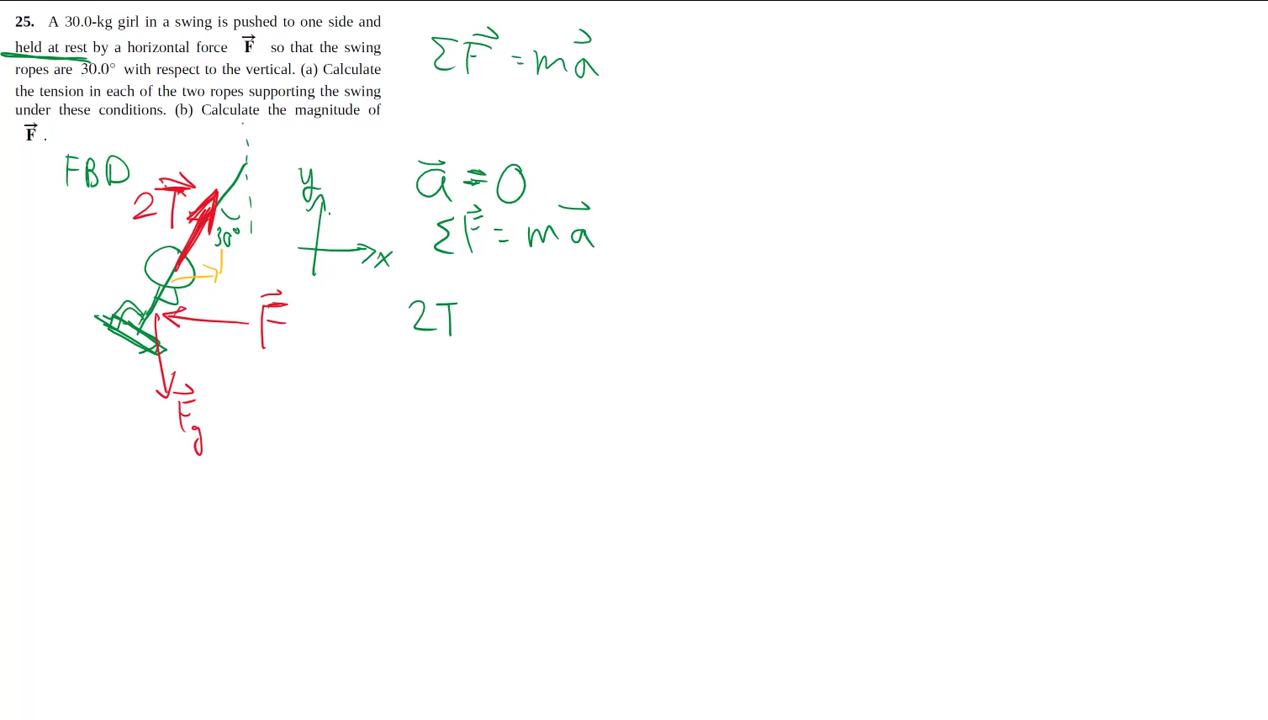 25. A 30.0-kg girl in a swing is pushed to one side and
held at rest by a horizontal force F⃗ so that the swing
ropes are 30.0° with respect to the vertical. (a) Calculate
the tension in each of the two ropes supporting the swing
under these conditions. (b) Calculate the magnitude of
F⃗ .
ΣF⃗ = ma⃗
FBD
2T⃗
30°
y
x
F⃗
F⃗g
a⃗ = 0
ΣF⃗ = ma⃗
2T